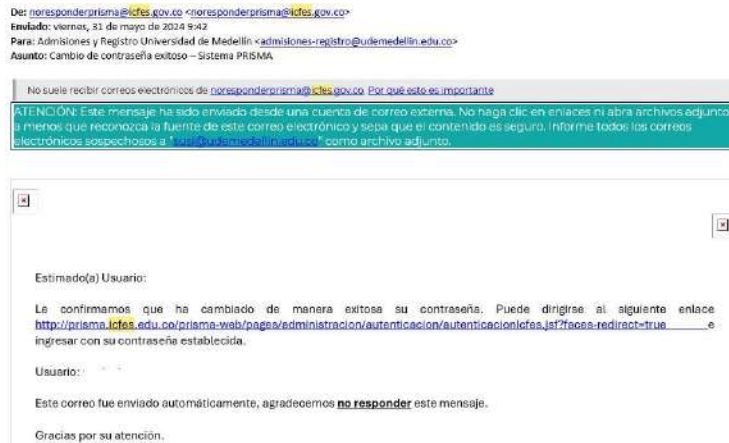 De: noresponderprisma@icfes.gov.co <noresponderprisma@icfes.gov.co>
Enviado: viernes, 31 de mayo de 2024 9:42
Para: Admisiones y Registro Universidad de Medellín <admisiones-registro@udemedellin.edu.co>
Asunto: Cambio de contraseña exitoso – Sistema PRISMA
No suele recibir correos electrónicos de noresponderprisma@icfes.gov.co. Por qué esto es importante
ATENCIÓN: Este mensaje ha sido enviado desde una cuenta de correo externa. No haga clic en enlaces ni abra archivos adjunto
a menos que reconozca la fuente de este correo electrónico y sepa que el contenido es seguro. Informe todos los correos
electrónicos sospechosos a "susi@udemedellin.edu.co" como archivo adjunto.
Estimado(a) Usuario:
Le confirmamos que ha cambiado de manera exitosa su contraseña. Puede dirigirse al siguiente enlace
http://prisma.icfes.edu.co/prisma-web/pages/administracion/autenticacion/autenticacionIcfes.jsf?faces-redirect=true e
ingresar con su contraseña establecida.
Usuario:
Este correo fue enviado automáticamente, agradecemos no responder este mensaje.
Gracias por su atención.